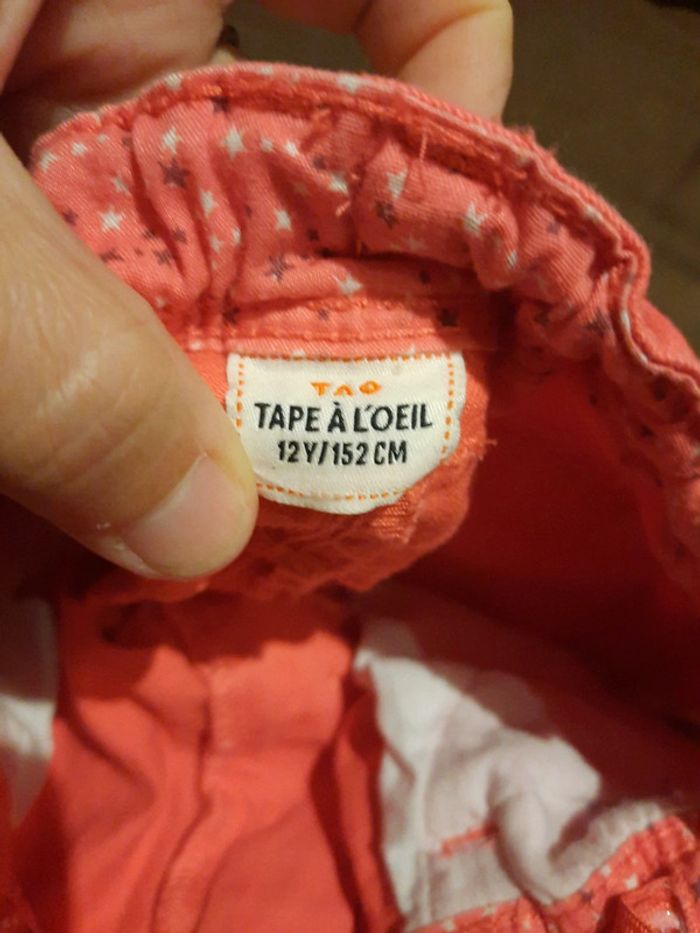 TAO
TAPE À L'OEIL
12Y/152 CM